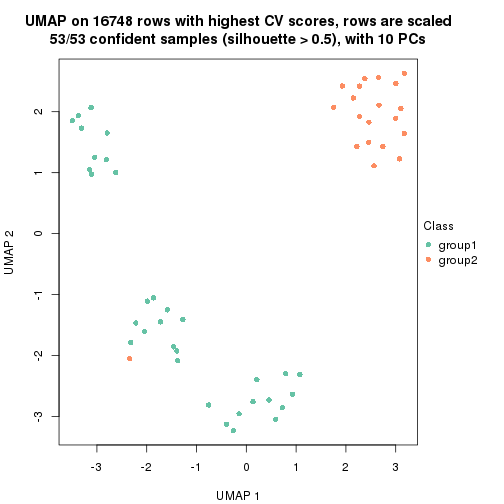 UMAP on 16748 rows with highest CV scores, rows are scaled
53/53 confident samples (silhouette > 0.5), with 10 PCs
UMAP 2
2
1
0
-1
-2
-3
-3
-2
-1
0
1
2
3
UMAP 1
Class
group1
group2